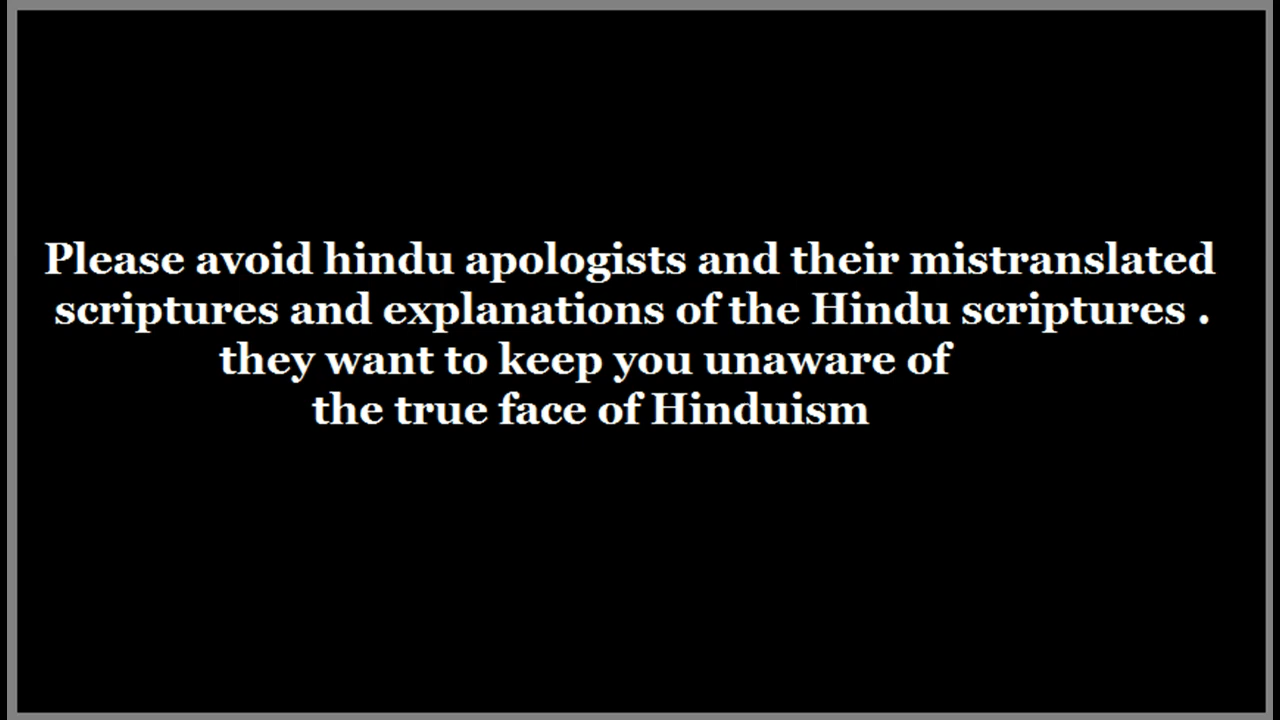 Please avoid hindu apologists and their mistranslated
scriptures and explanations of the Hindu scriptures .
they want to keep you unaware of
the true face of Hinduism